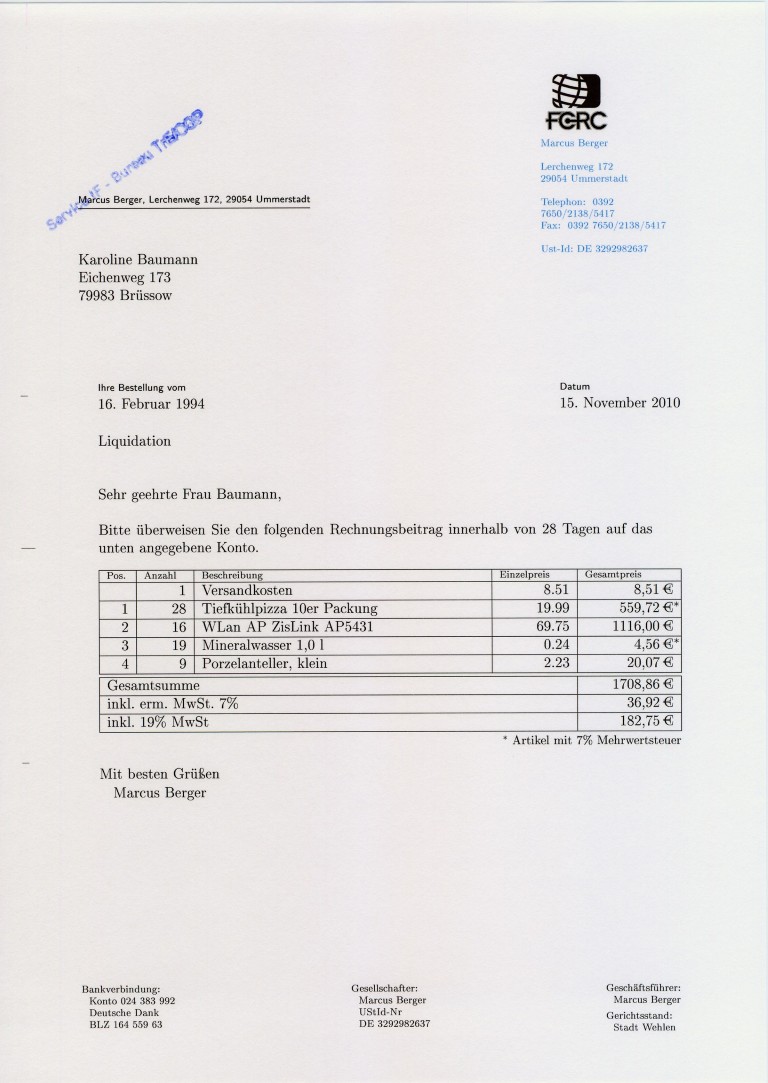 FCRC
Marcus Berger
Lerchenweg 172
29054 Ummerstadt
Telephon: 0392
7650/2138/5417
Fax: 0392 7650/2138/5417
Ust-Id: DE 3292982637
Service IF - Bureau
Marcus Berger, Lerchenweg 172, 29054 Ummerstadt
Karoline Baumann
Eichenweg 173
79983 Brüssow
Ihre Bestellung vom Datum
16. Februar 1994 15. November 2010
Liquidation
Sehr geehrte Frau Baumann,
Bitte überweisen Sie den folgenden Rechnungsbeitrag innerhalb von 28 Tagen auf das
unten angegebene Konto.
Pos. Anzahl Beschreibung Einzelpreis Gesamtpreis
1 Versandkosten 8.51 8,51 €
1 28 Tiefkühlpizza 10er Packung 19.99 559,72 €*
2 16 WLan AP ZisLink AP5431 69.75 1116,00 €
3 19 Mineralwasser 1,0 l 0.24 4,56 €*
4 9 Porzelanteller, klein 2.23 20,07 €
Gesamtsumme 1708,86 €
inkl. erm. MwSt. 7% 36,92 €
inkl. 19% MwSt 182,75 €
* Artikel mit 7% Mehrwertsteuer
Mit besten Grüßen
Marcus Berger
Bankverbindung:
Konto 024 383 992
Deutsche Dank
BLZ 164 559 63
Gesellschafter:
Marcus Berger
UStId-Nr
DE 3292982637
Geschäftsführer:
Marcus Berger
Gerichtsstand:
Stadt Wehlen